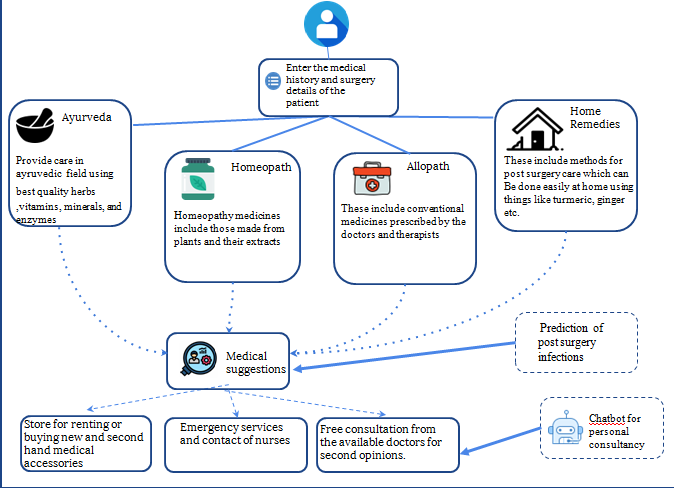 Enter the medical
history and surgery
details of the
patient
Ayurveda
Provide care in
ayruvedic field using
best quality herbs
,vitamins, minerals, and
enzymes
Homeopath
Homeopathy medicines
include those made from
plants and their extracts
Allopath
These include conventional
medicines prescribed by the
doctors and therapists
Home
Remedies
These include methods for
post surgery care which can
Be done easily at home using
things like turmeric, ginger
etc.
Medical
suggestions
Prediction of
post surgery
infections
Store for renting or
buying new and second
hand medical
accessories
Emergency services
and contact of nurses
Free consultation from
the available doctors for
second opinions.
Chatbot for
personal
consultancy